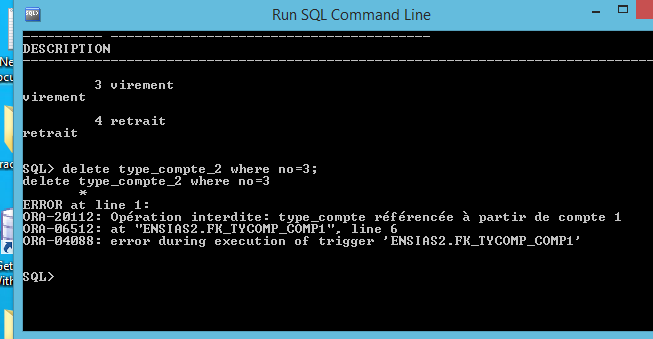 Run SQL Command Line
---------- ----------------------------------------
DESCRIPTION
--------------------------------------------------------------------------------
3 virement
virement
4 retrait
retrait
SQL> delete type_compte_2 where no=3;
delete type_compte_2 where no=3
*
ERROR at line 1:
ORA-20112: Opération interdite: type_compte référencée à partir de compte 1
ORA-06512: at "ENSIAS2.FK_TYCOMP_COMP1", line 6
ORA-04088: error during execution of trigger 'ENSIAS2.FK_TYCOMP_COMP1'
SQL>